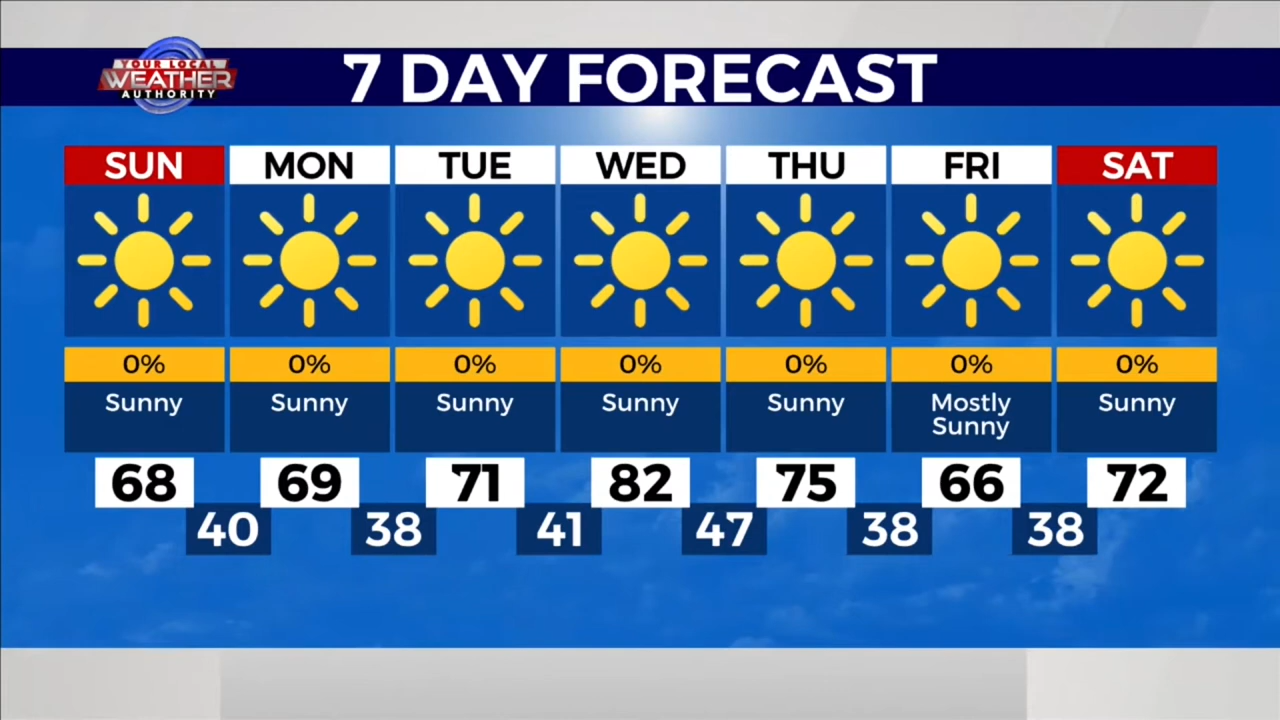 YOUR LOCAL
WEATHER
AUTHORITY
7 DAY FORECAST
SUN MON TUE WED THU FRI SAT
0% 0% 0% 0% 0% 0% 0%
Sunny Sunny Sunny Sunny Sunny Mostly Sunny
Sunny
68 69 71 82 75 66 72
40 38 41 47 38 38